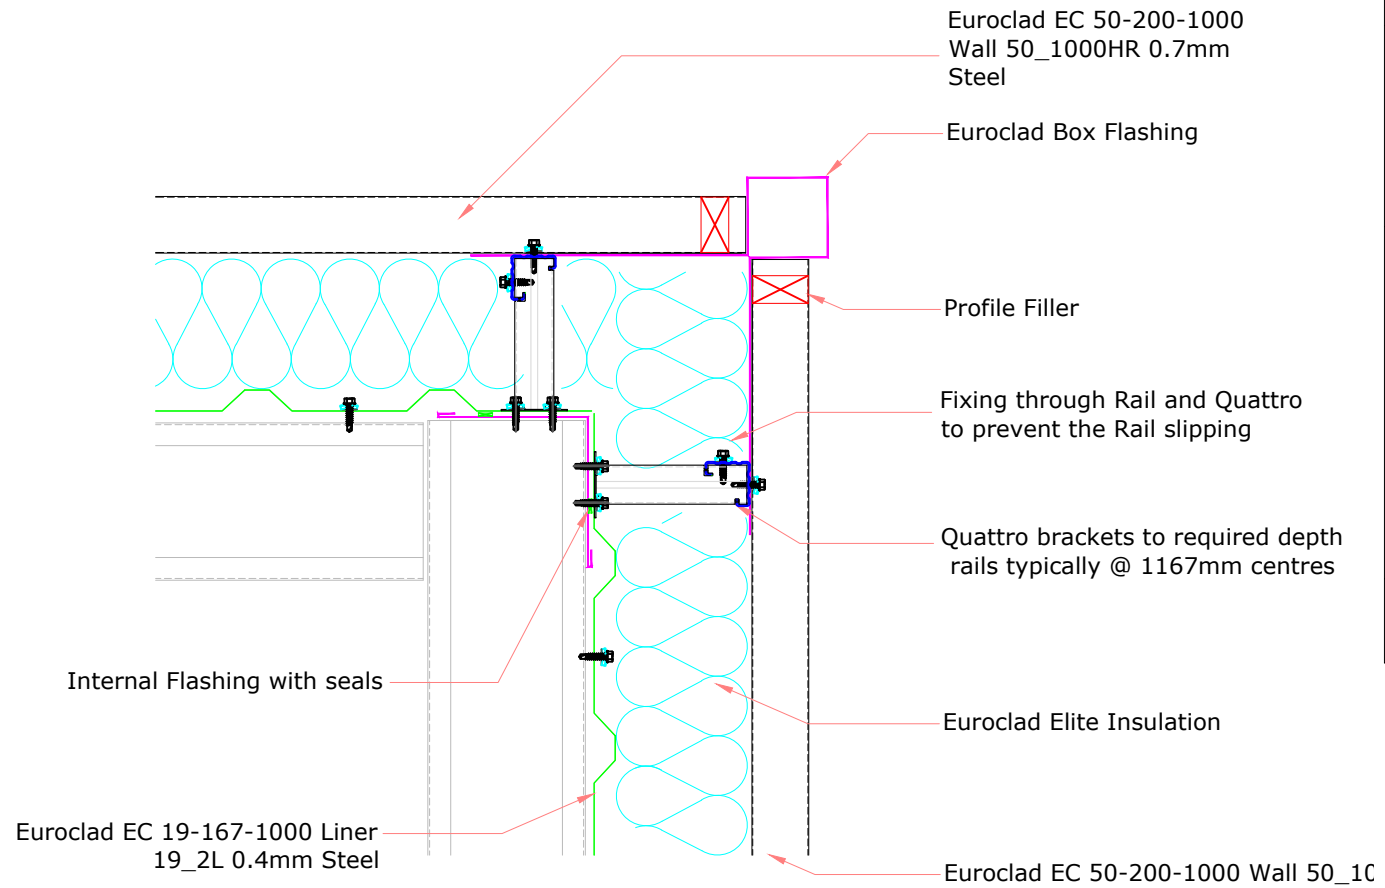 Euroclad EC 50-200-1000
Wall 50_1000HR 0.7mm
Steel
Euroclad Box Flashing
Profile Filler
Fixing through Rail and Quattro
to prevent the Rail slipping
Quattro brackets to required depth
rails typically @ 1167mm centres
Internal Flashing with seals
Euroclad Elite Insulation
Euroclad EC 19-167-1000 Liner
19_2L 0.4mm Steel
Euroclad EC 50-200-1000 Wall 50_10